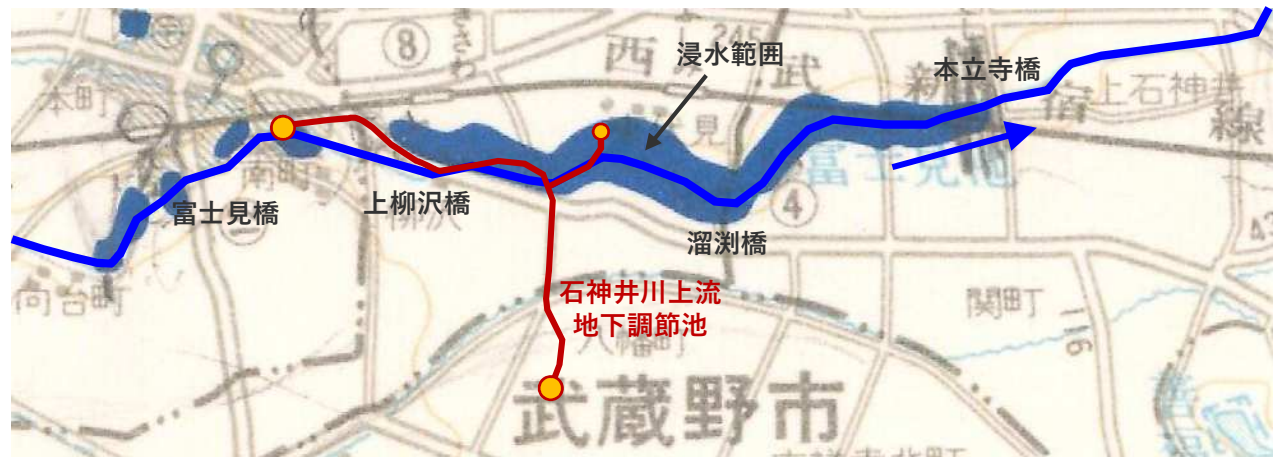 浸水範囲
本立寺橋
富士見橋
上柳沢橋
溜渕橋
石神井川上流
地下調節池
⑧
西
武
新
宿
線
上石神井
本町
南町
柳沢
見
富士見池
④
向台町
関町
八幡町
武蔵野市